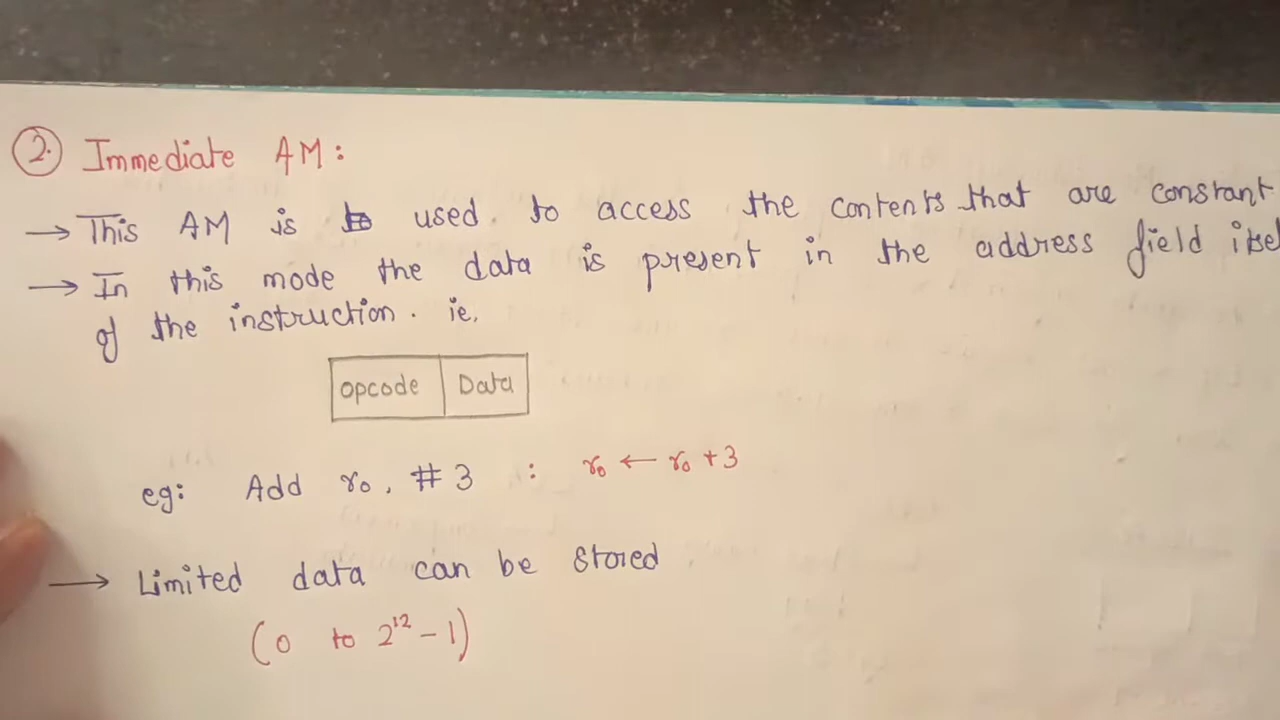 2. Immediate AM:
→ This AM is used to access the contents that are constant
→ In this mode the data is present in the address field itsel
of the instruction. ie.
opcode Data
eg: Add r₀, #3 : r₀ ← r₀ + 3
→ Limited data can be stored
(0 to 2¹² - 1)